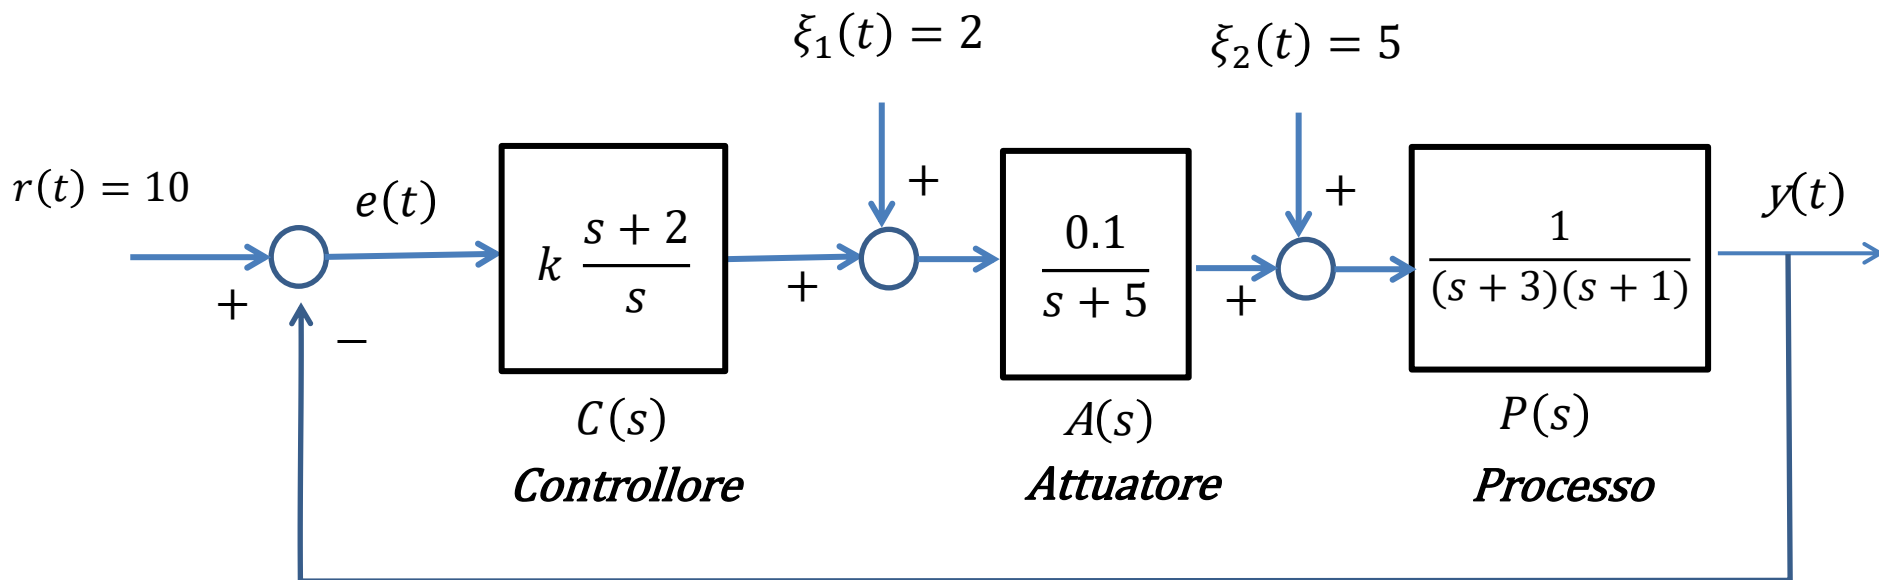 ξ₁(t) = 2
ξ₂(t) = 5
r(t) = 10
+
−
e(t)
k (s + 2)/s
C(s)
Controllore
+
+
0.1/(s + 5)
A(s)
Attuatore
+
+
1/((s + 3)(s + 1))
P(s)
Processo
y(t)